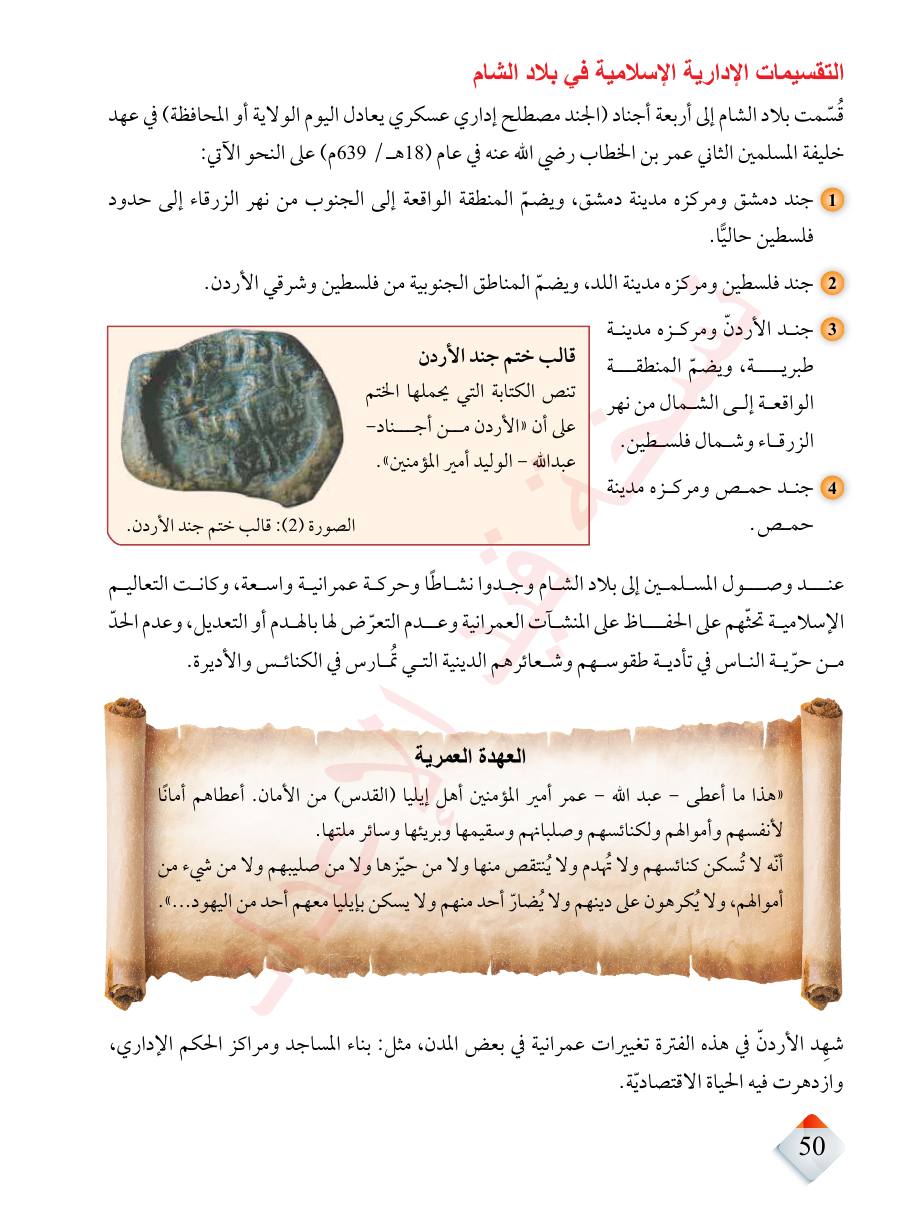 التقسيمات الإدارية الإسلامية في بلاد الشام
قُسّمت بلاد الشام إلى أربعة أجناد (الجند مصطلح إداري عسكري يعادل اليوم الولاية أو المحافظة) في عهد
خليفة المسلمين الثاني عمر بن الخطاب رضي الله عنه في عام (18هـ/ 639م) على النحو الآتي:
1 جند دمشق ومركزه مدينة دمشق، ويضمّ المنطقة الواقعة إلى الجنوب من نهر الزرقاء إلى حدود
فلسطين حاليًّا.
2 جند فلسطين ومركزه مدينة اللد، ويضمّ المناطق الجنوبية من فلسطين وشرقي الأردن.
3 جند الأردنّ ومركزه مدينة
طبرية، ويضمّ المنطقة
الواقعة إلى الشمال من نهر
الزرقاء وشمال فلسطين.
4 جند حمص ومركزه مدينة
حمص.
قالب ختم جند الأردن
تنص الكتابة التي يحملها الختم
على أن «الأردن من أجناد-
عبدالله - الوليد أمير المؤمنين».
الصورة (2): قالب ختم جند الأردن.
عند وصول المسلمين إلى بلاد الشام وجدوا نشاطًا وحركة عمرانية واسعة، وكانت التعاليم
الإسلامية تحثّهم على الحفاظ على المنشآت العمرانية وعدم التعرّض لها بالهدم أو التعديل، وعدم الحدّ
من حرّية الناس في تأدية طقوسهم وشعائرهم الدينية التي تُمارس في الكنائس والأديرة.
العهدة العمرية
«هذا ما أعطى - عبد الله - عمر أمير المؤمنين أهل إيليا (القدس) من الأمان. أعطاهم أمانًا
لأنفسهم وأموالهم ولكنائسهم وصلبانهم وسقيمها وبريئها وسائر ملتها.
أنّه لا تُسكن كنائسهم ولا تُهدم ولا يُنتقص منها ولا من حيّزها ولا من صليبهم ولا من شيء من
أموالهم، ولا يُكرهون على دينهم ولا يُضارّ أحد منهم ولا يسكن بإيليا معهم أحد من اليهود...».
شهِد الأردنّ في هذه الفترة تغييرات عمرانية في بعض المدن، مثل: بناء المساجد ومراكز الحكم الإداري،
وازدهرت فيه الحياة الاقتصاديّة.
50